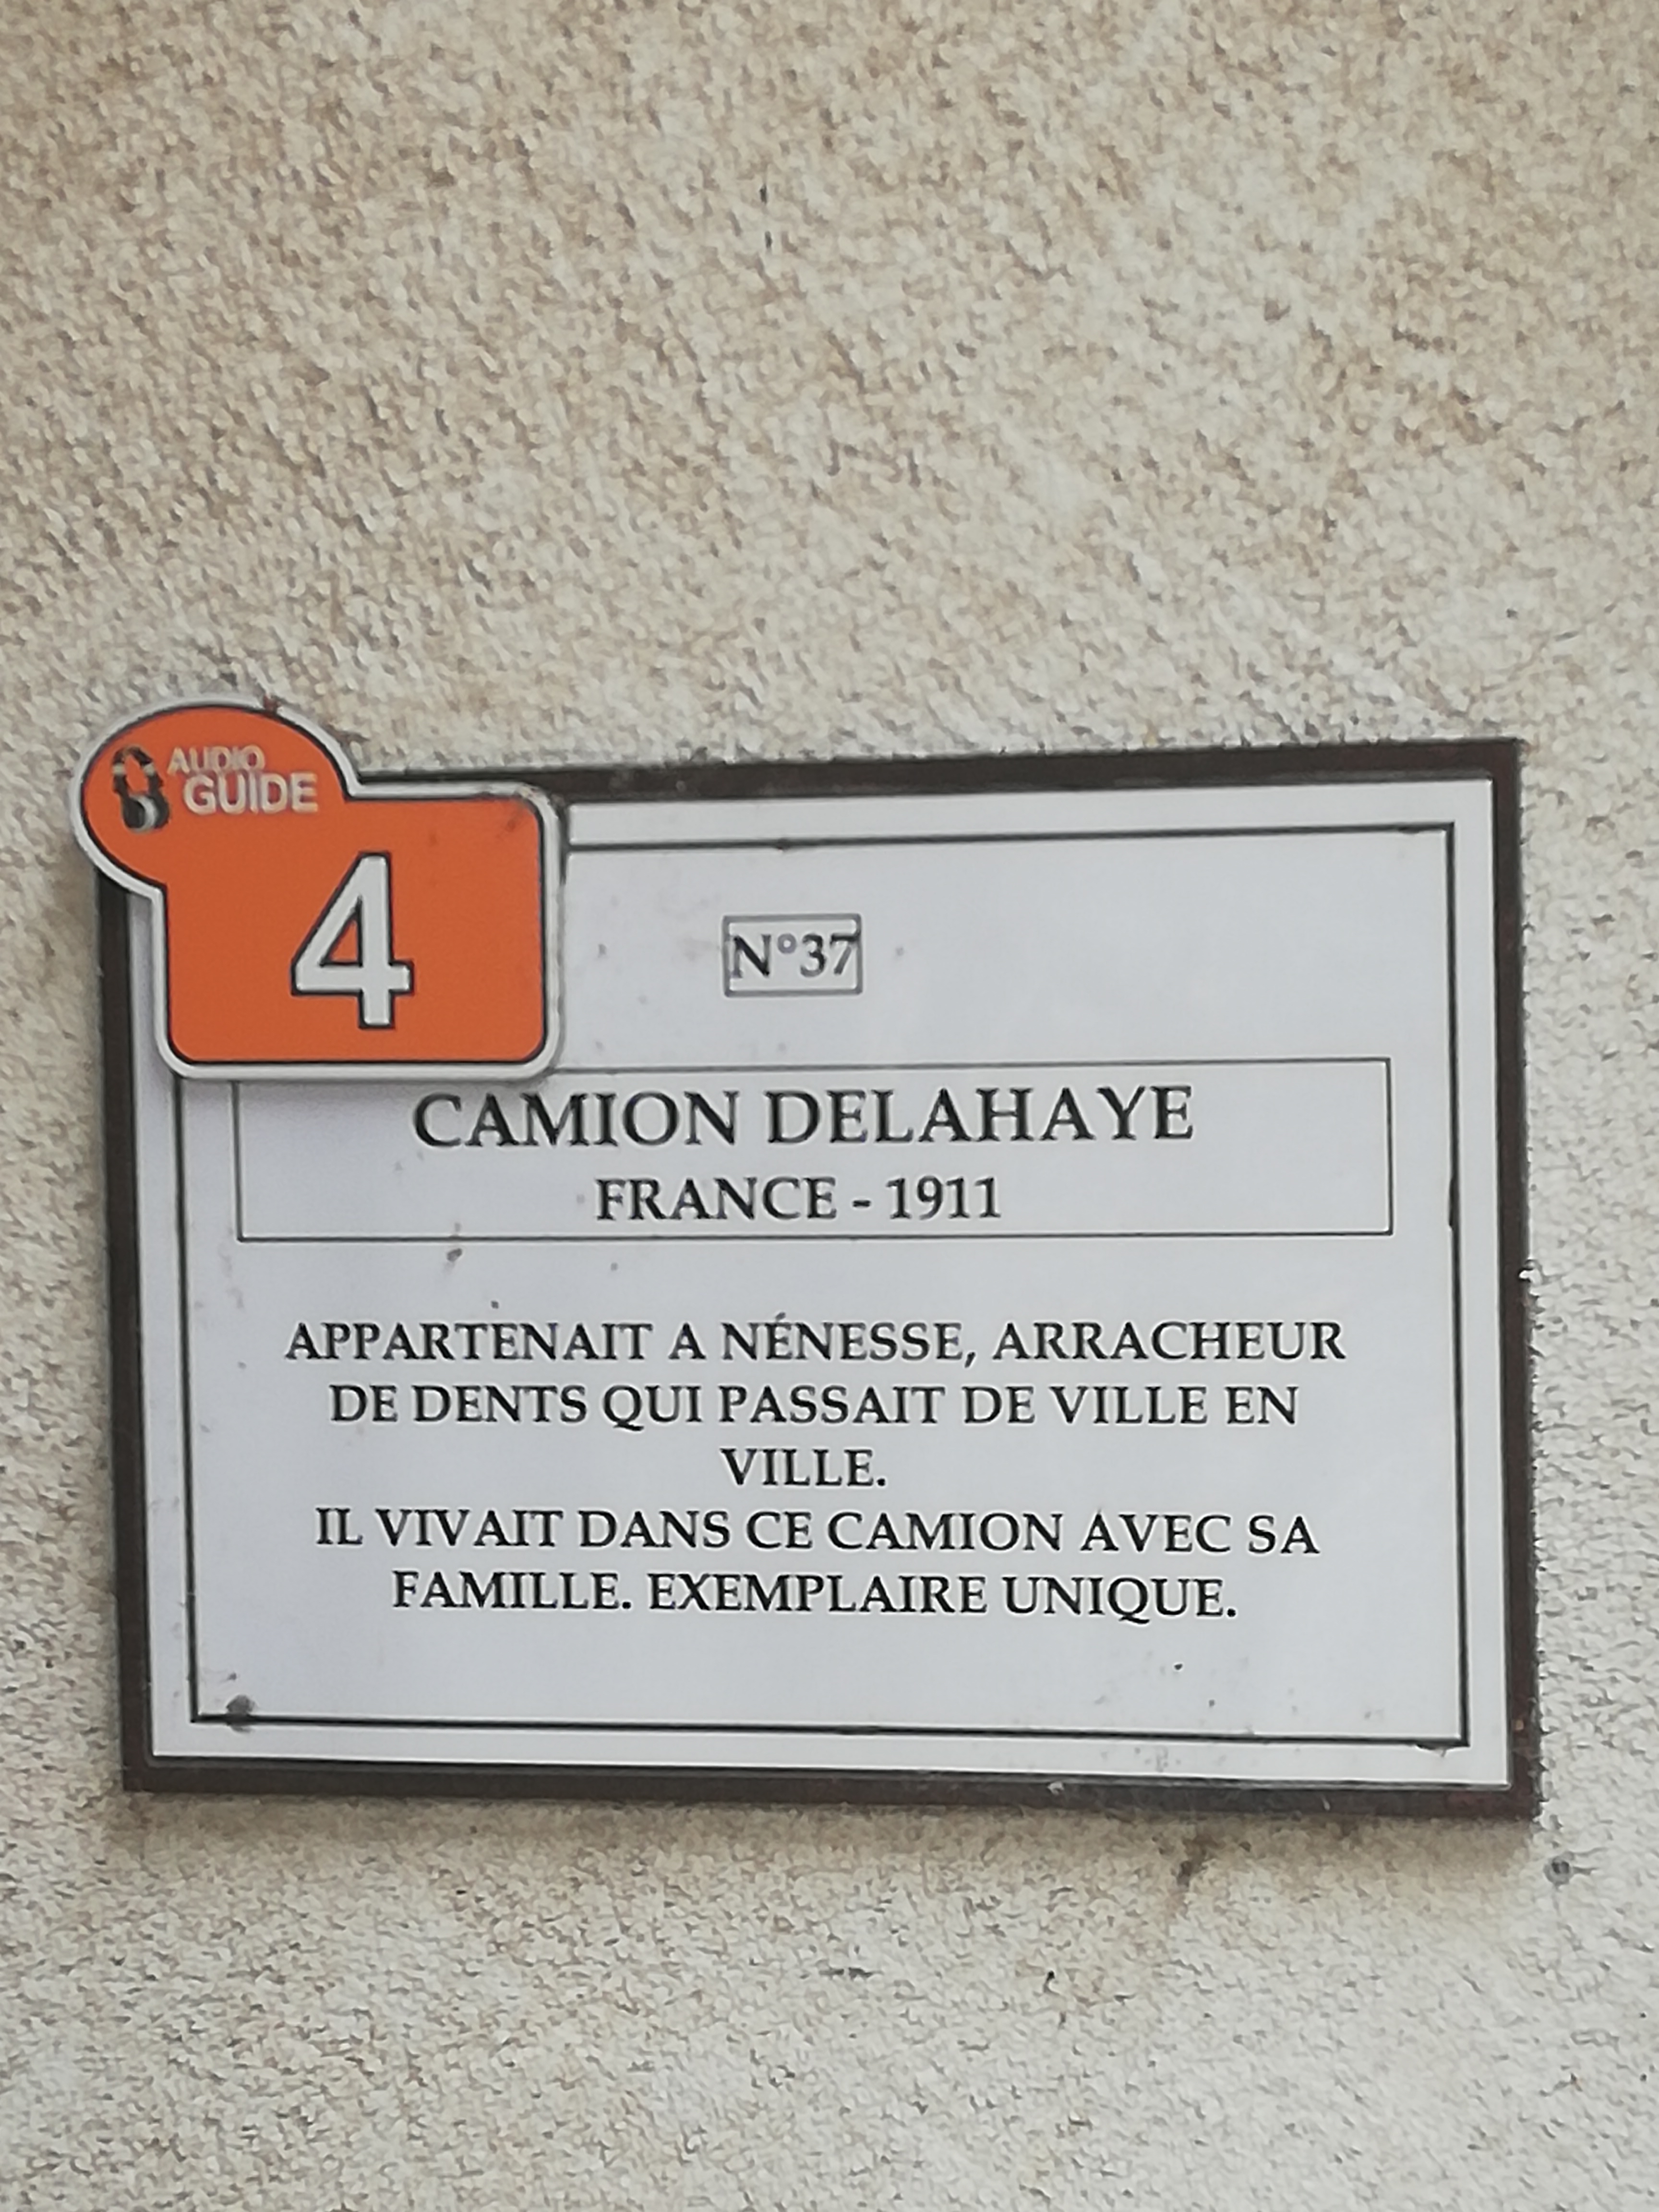 AUDIO
GUIDE
4
N°37
CAMION DELAHAYE
FRANCE - 1911
APPARTENAIT A NÉNESSE, ARRACHEUR
DE DENTS QUI PASSAIT DE VILLE EN
VILLE.
IL VIVAIT DANS CE CAMION AVEC SA
FAMILLE. EXEMPLAIRE UNIQUE.